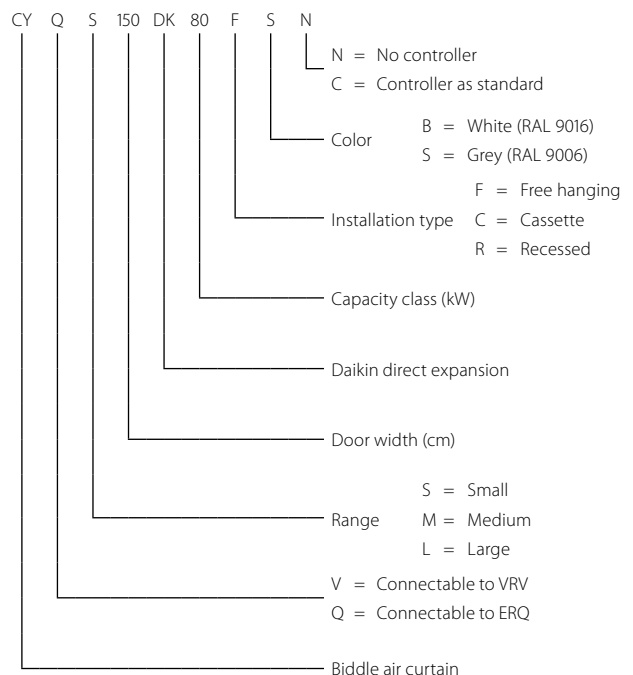 CY Q S 150 DK 80 F S N
N = No controller
C = Controller as standard
Color
B = White (RAL 9016)
S = Grey (RAL 9006)
Installation type
F = Free hanging
C = Cassette
R = Recessed
Capacity class (kW)
Daikin direct expansion
Door width (cm)
Range
S = Small
M = Medium
L = Large
V = Connectable to VRV
Q = Connectable to ERQ
Biddle air curtain